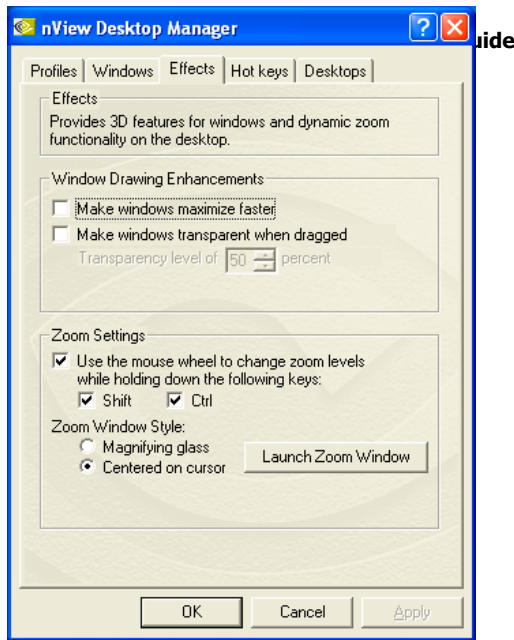 nView Desktop Manager
uide
Profiles Windows Effects Hot keys Desktops
Effects
Provides 3D features for windows and dynamic zoom
functionality on the desktop.
Window Drawing Enhancements
Make windows maximize faster
Make windows transparent when dragged
Transparency level of 50 percent
Zoom Settings
Use the mouse wheel to change zoom levels
while holding down the following keys:
Shift Ctrl
Zoom Window Style:
Magnifying glass
Centered on cursor
Launch Zoom Window
OK Cancel Apply